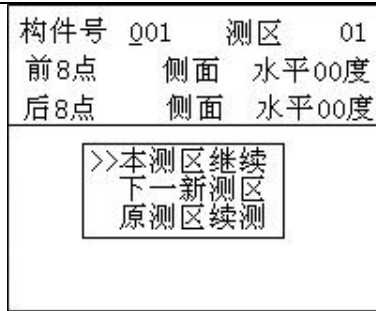 构件号 001 测区 01
前8点 侧面 水平00度
后8点 侧面 水平00度
>>本测区继续
下一新测区
原测区续测